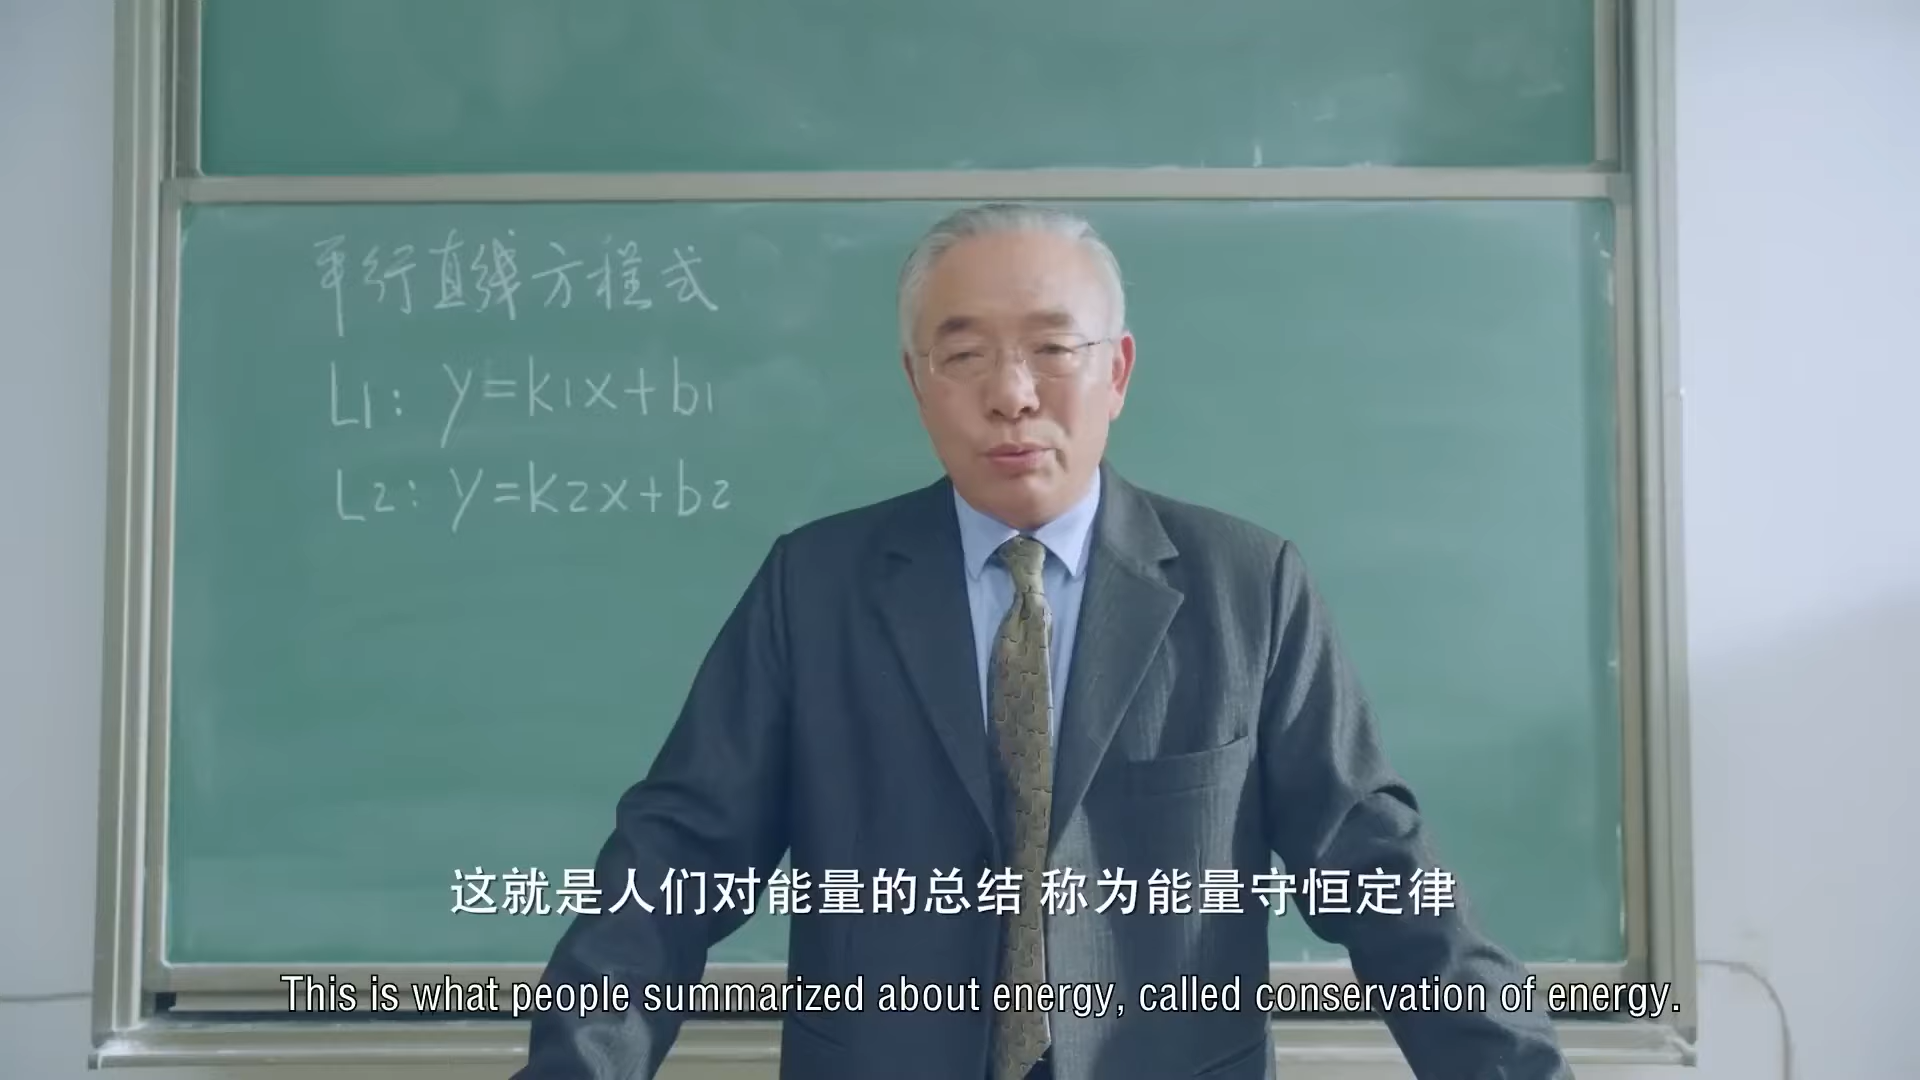 平行直线方程式
L1: y=k1x+b1
L2: y=k2x+b2
这就是人们对能量的总结 称为能量守恒定律
This is what people summarized about energy, called conservation of energy.